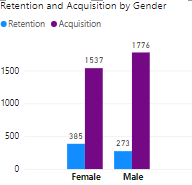 Retention and Acquisition by Gender
Retention Acquisition
1776
1537
1500
1000
500
385
273
0
Female Male